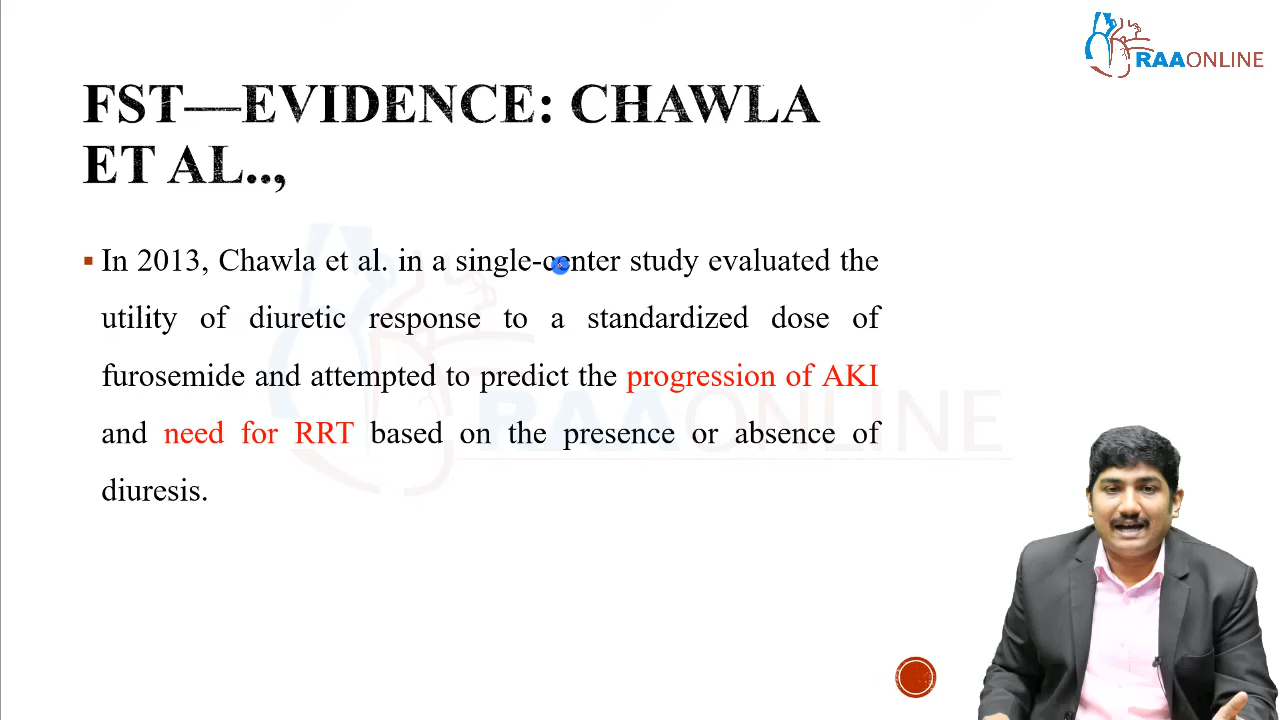 RAAONLINE
FST—EVIDENCE: CHAWLA
ET AL..,
▪ In 2013, Chawla et al. in a single-center study evaluated the
utility of diuretic response to a standardized dose of
furosemide and attempted to predict the progression of AKI
and need for RRT based on the presence or absence of
diuresis.
RAAONLINE